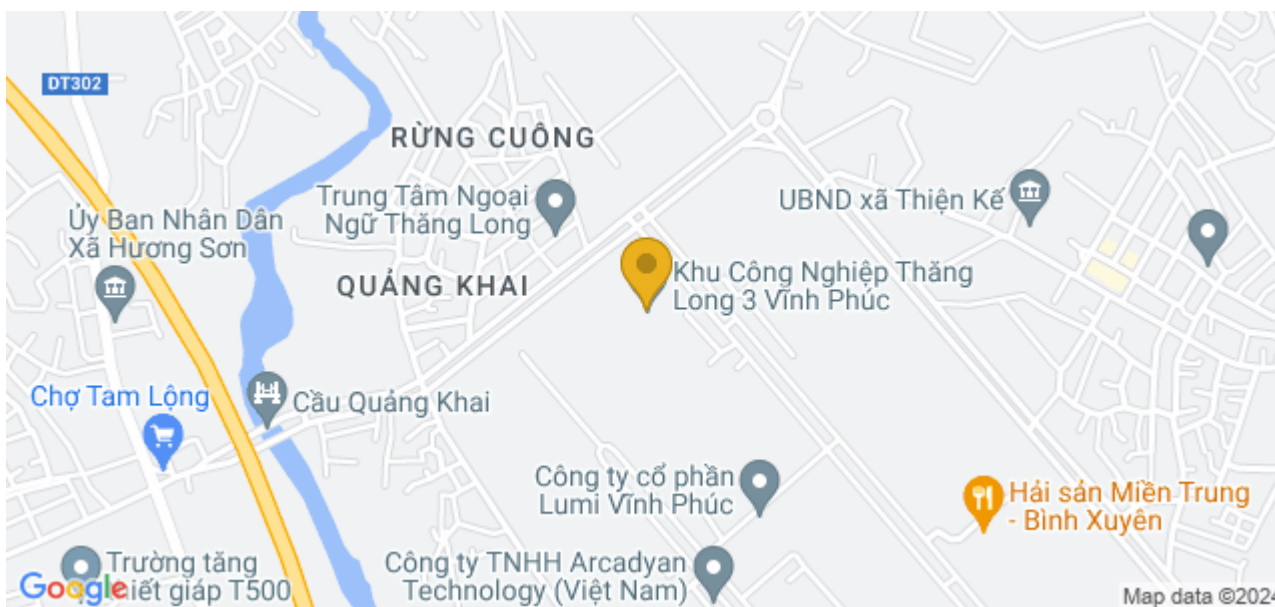 DT302
RỪNG CUÔNG
Trung Tâm Ngoại
Ngữ Thăng Long
UBND xã Thiện Kế
Ủy Ban Nhân Dân
Xã Hương Sơn
QUẢNG KHAI
Khu Công Nghiệp Thăng
Long 3 Vĩnh Phúc
Chợ Tam Lộng
Cầu Quảng Khai
Công ty cổ phần
Lumi Vĩnh Phúc
Hải sản Miền Trung
- Bình Xuyên
Trường tăng
thiết giáp T500
Công ty TNHH Arcadyan
Technology (Việt Nam)
Google
Map data ©2024